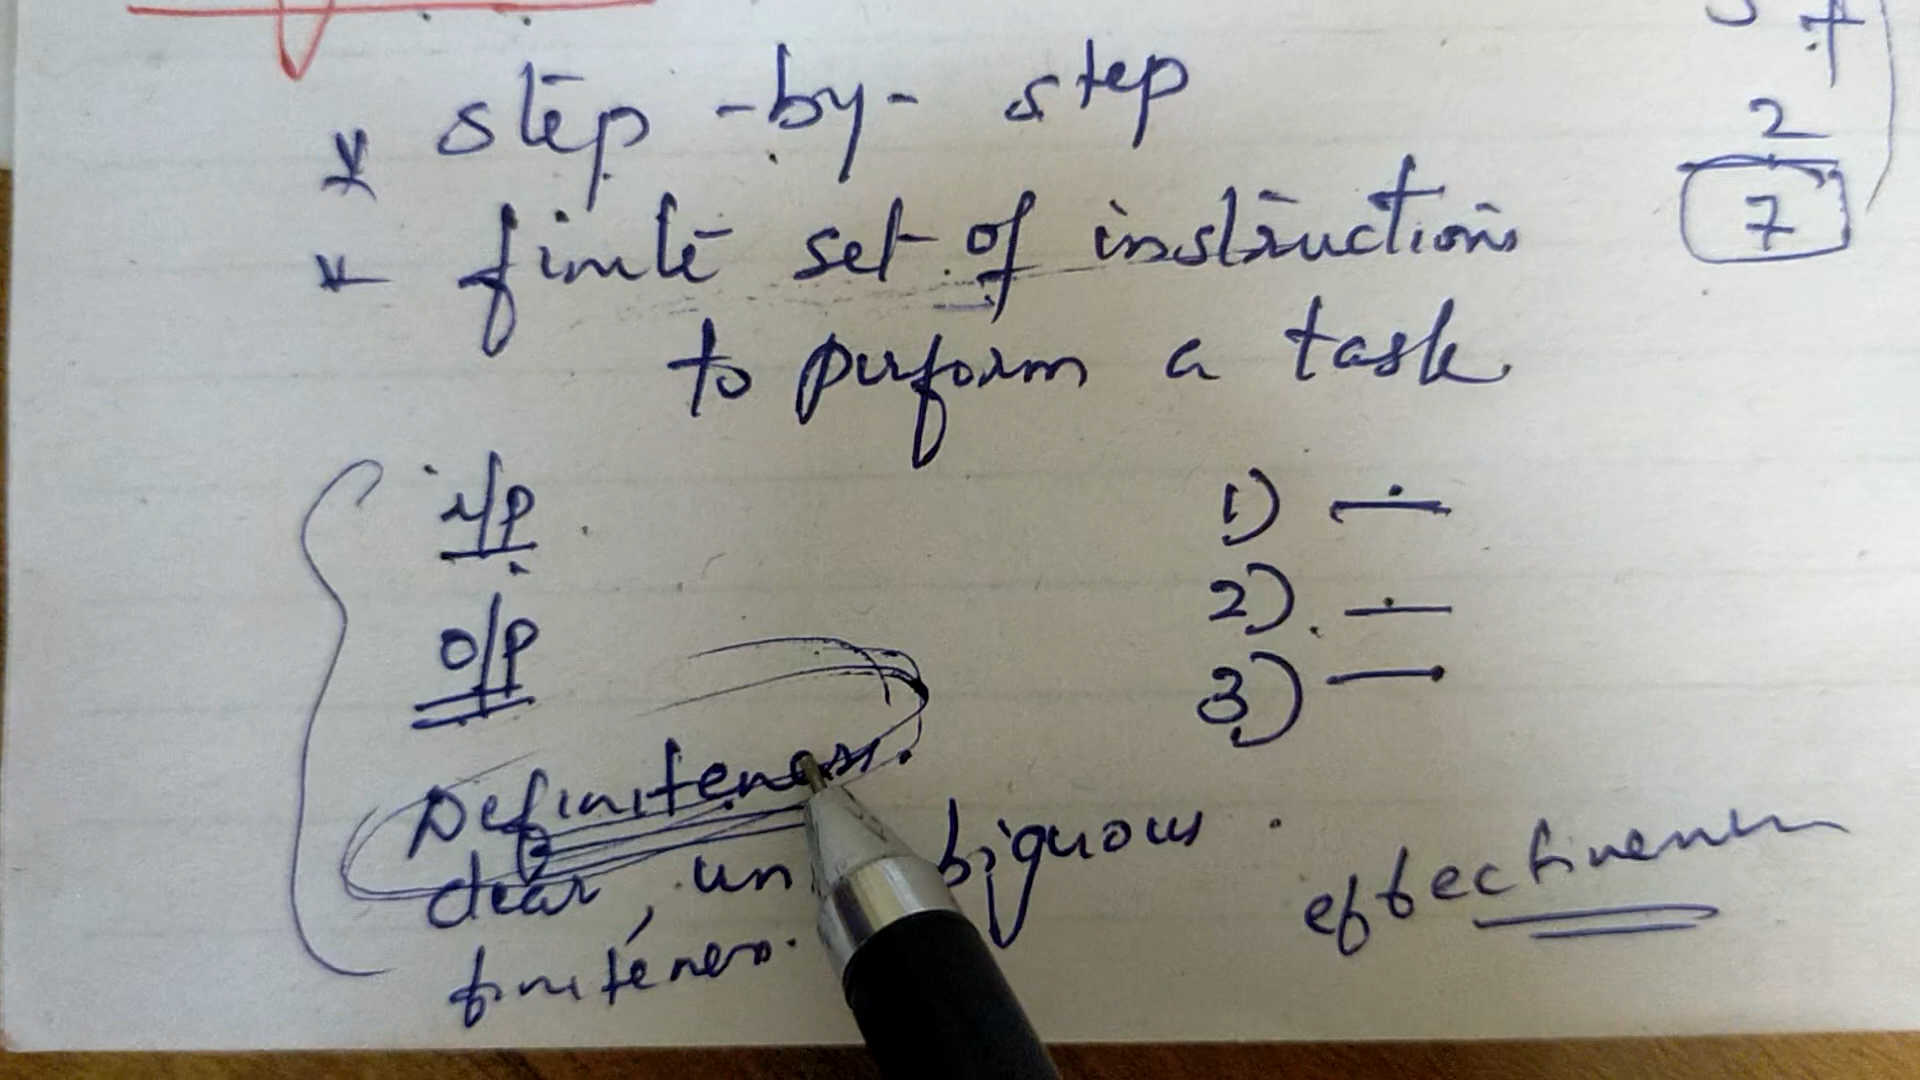 * step-by-step
* finite set of instructions
to perform a task
i/p
o/p
Definiteness.
clear, un biguous.
finiteness.
1) —
2) —
3) —
effectiveness
2
7